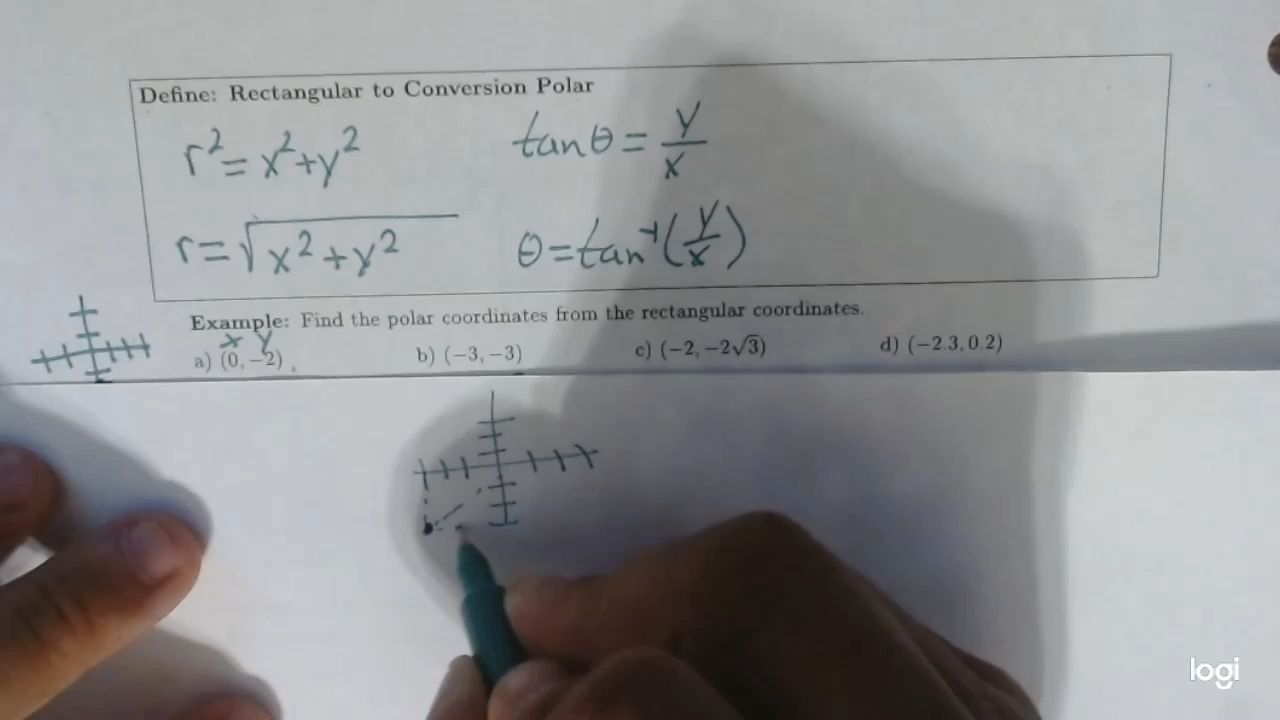 Define: Rectangular to Conversion Polar
r² = x² + y²
tanθ = y/x
r = √(x² + y²)
θ = tan⁻¹(y/x)
Example: Find the polar coordinates from the rectangular coordinates.
x y
a) (0, −2) b) (−3, −3) c) (−2, −2√3) d) (−2.3, 0.2)
logi